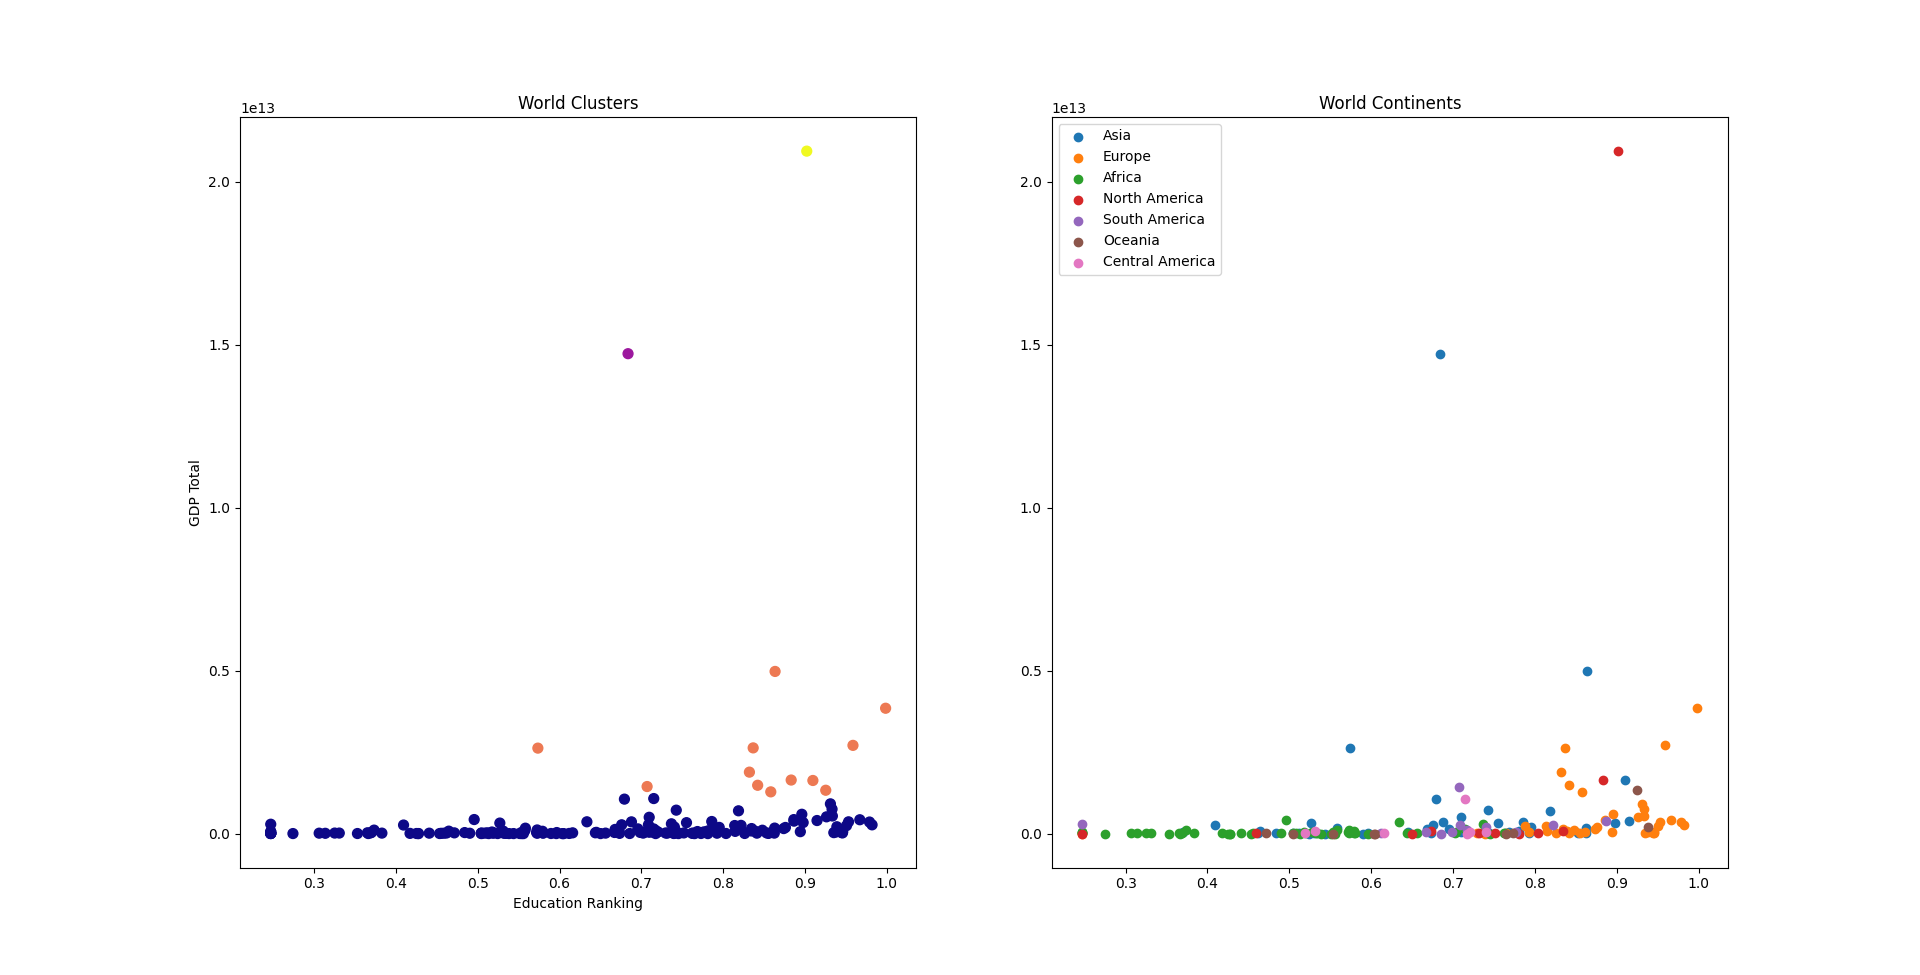 World Clusters
1e13
2.0
1.5
1.0
0.5
0.0
GDP Total
0.3 0.4 0.5 0.6 0.7 0.8 0.9 1.0
Education Ranking
World Continents
1e13
Asia
Europe
Africa
North America
South America
Oceania
Central America
2.0
1.5
1.0
0.5
0.0
0.3 0.4 0.5 0.6 0.7 0.8 0.9 1.0